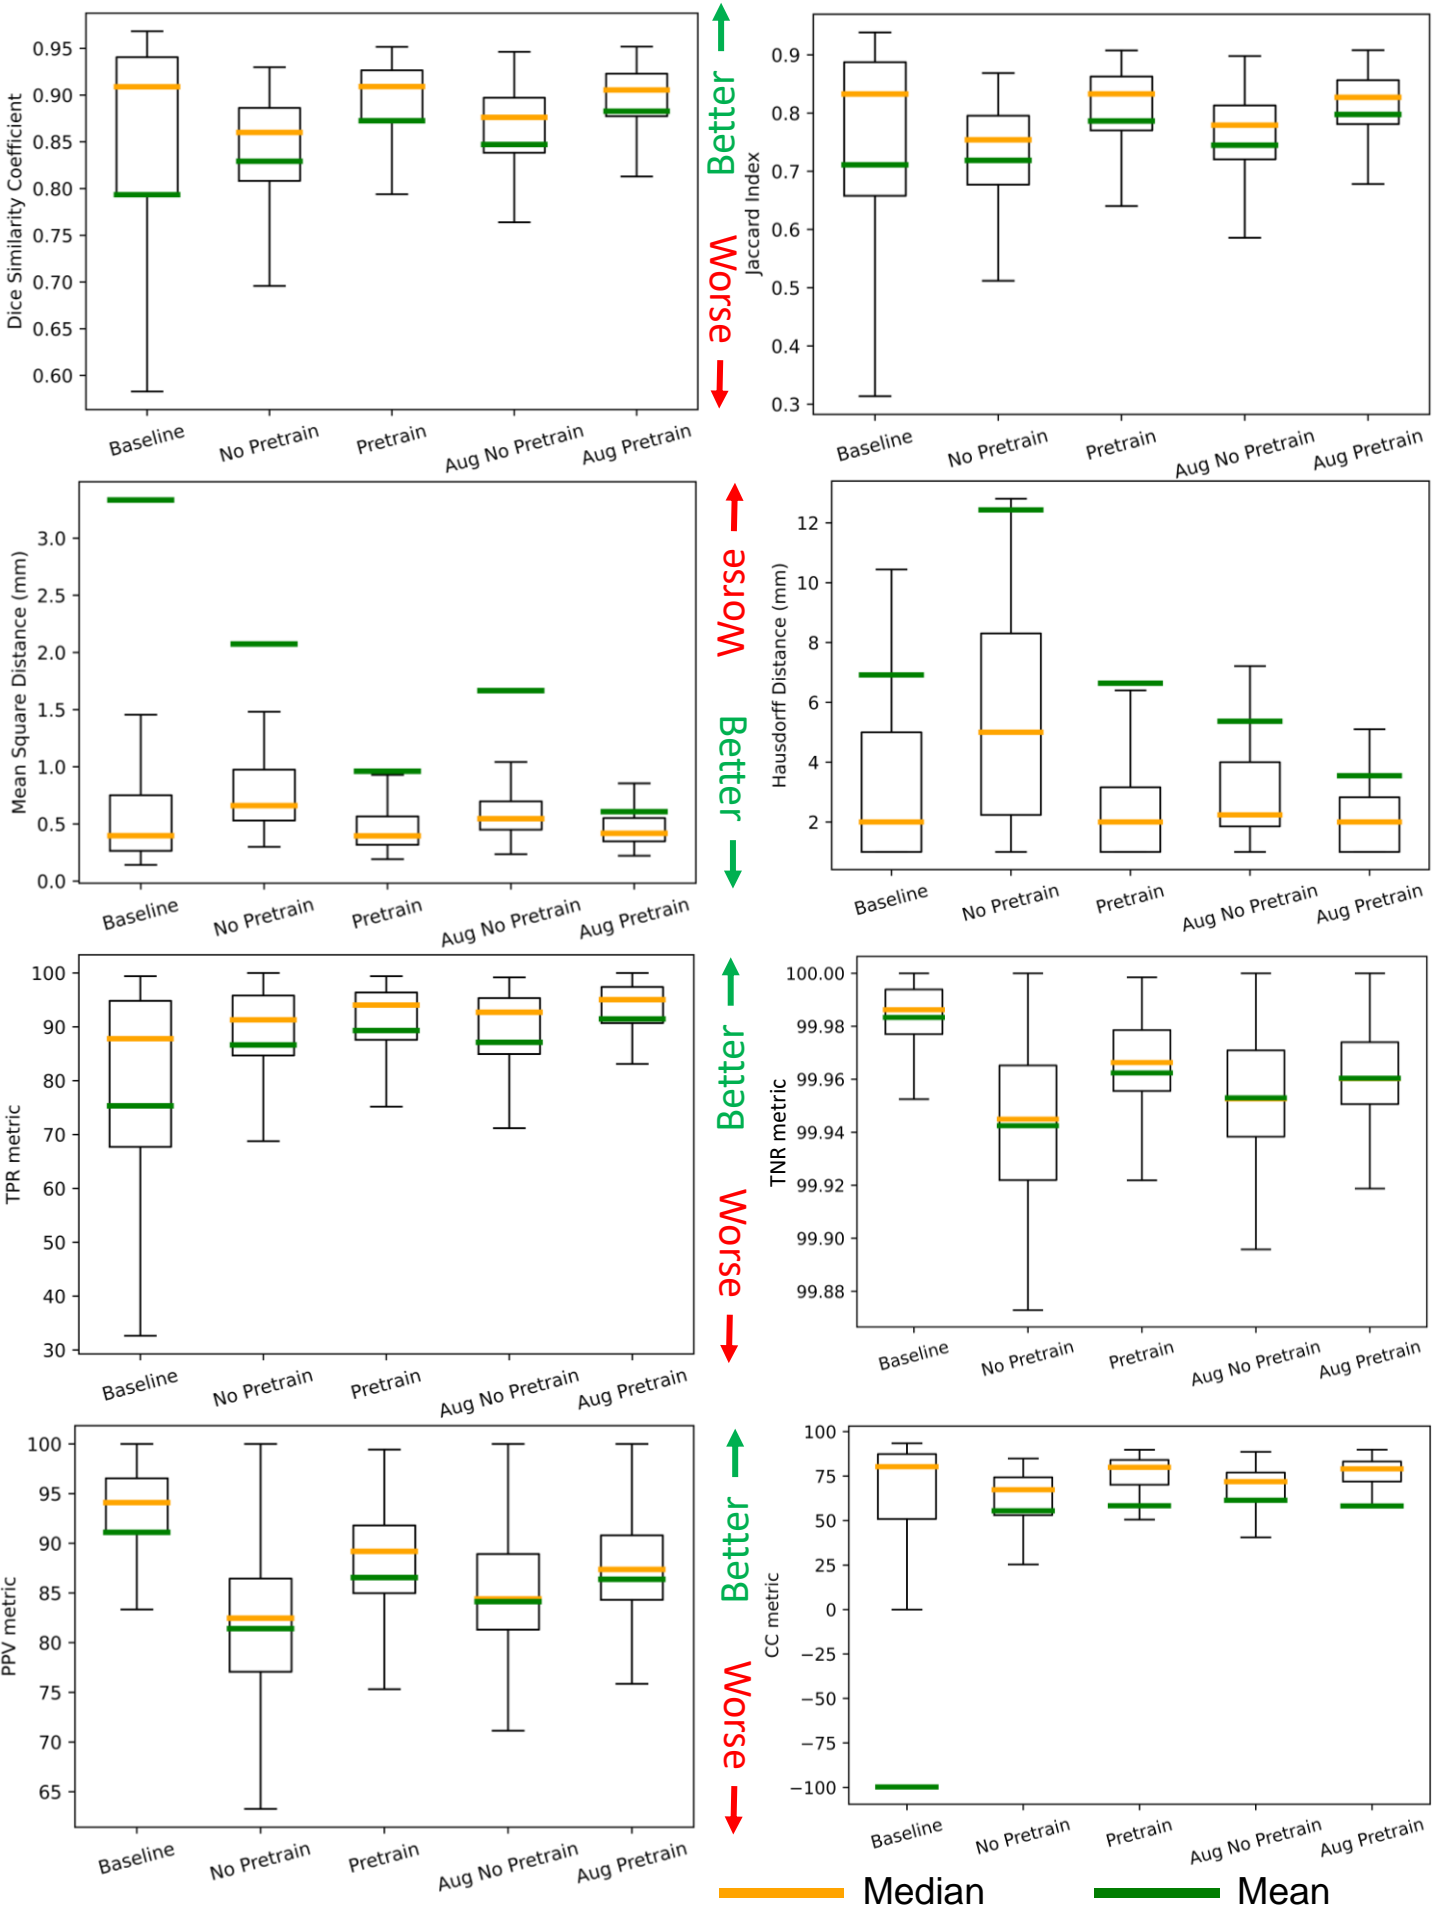 Dice Similarity Coefficient
0.95
0.90
0.85
0.80
0.75
0.70
0.65
0.60
Baseline
No Pretrain
Pretrain
Aug No Pretrain
Aug Pretrain
Better
Worse
Jaccard Index
0.9
0.8
0.7
0.6
0.5
0.4
0.3
Baseline
No Pretrain
Pretrain
Aug No Pretrain
Aug Pretrain
Mean Square Distance (mm)
3.0
2.5
2.0
1.5
1.0
0.5
0.0
Baseline
No Pretrain
Pretrain
Aug No Pretrain
Aug Pretrain
Worse
Better
Hausdorff Distance (mm)
12
10
8
6
4
2
Baseline
No Pretrain
Pretrain
Aug No Pretrain
Aug Pretrain
TPR metric
100
90
80
70
60
50
40
30
Baseline
No Pretrain
Pretrain
Aug No Pretrain
Aug Pretrain
Better
Worse
TNR metric
100.00
99.98
99.96
99.94
99.92
99.90
99.88
Baseline
No Pretrain
Pretrain
Aug No Pretrain
Aug Pretrain
PPV metric
100
95
90
85
80
75
70
65
Baseline
No Pretrain
Pretrain
Aug No Pretrain
Aug Pretrain
Better
Worse
CC metric
100
75
50
25
0
−25
−50
−75
−100
Baseline
No Pretrain
Pretrain
Aug No Pretrain
Aug Pretrain
Median
Mean